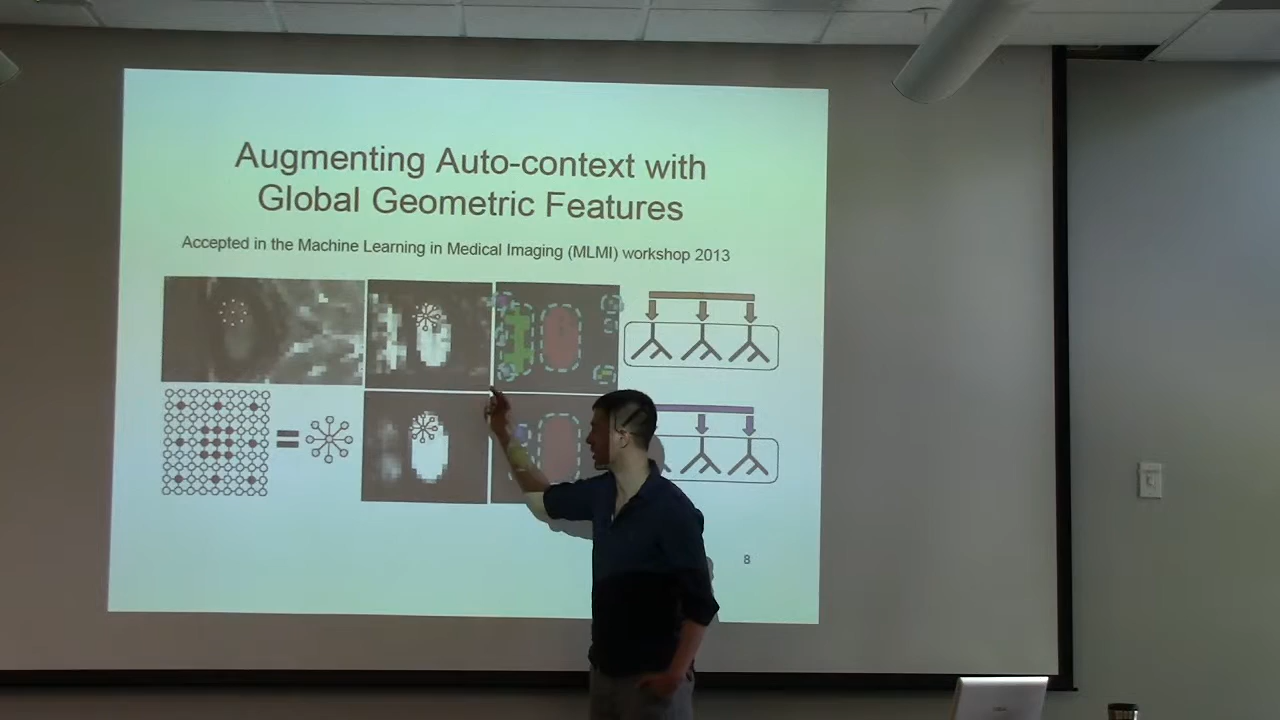 Augmenting Auto-context with
Global Geometric Features
Accepted in the Machine Learning in Medical Imaging (MLMI) workshop 2013
8